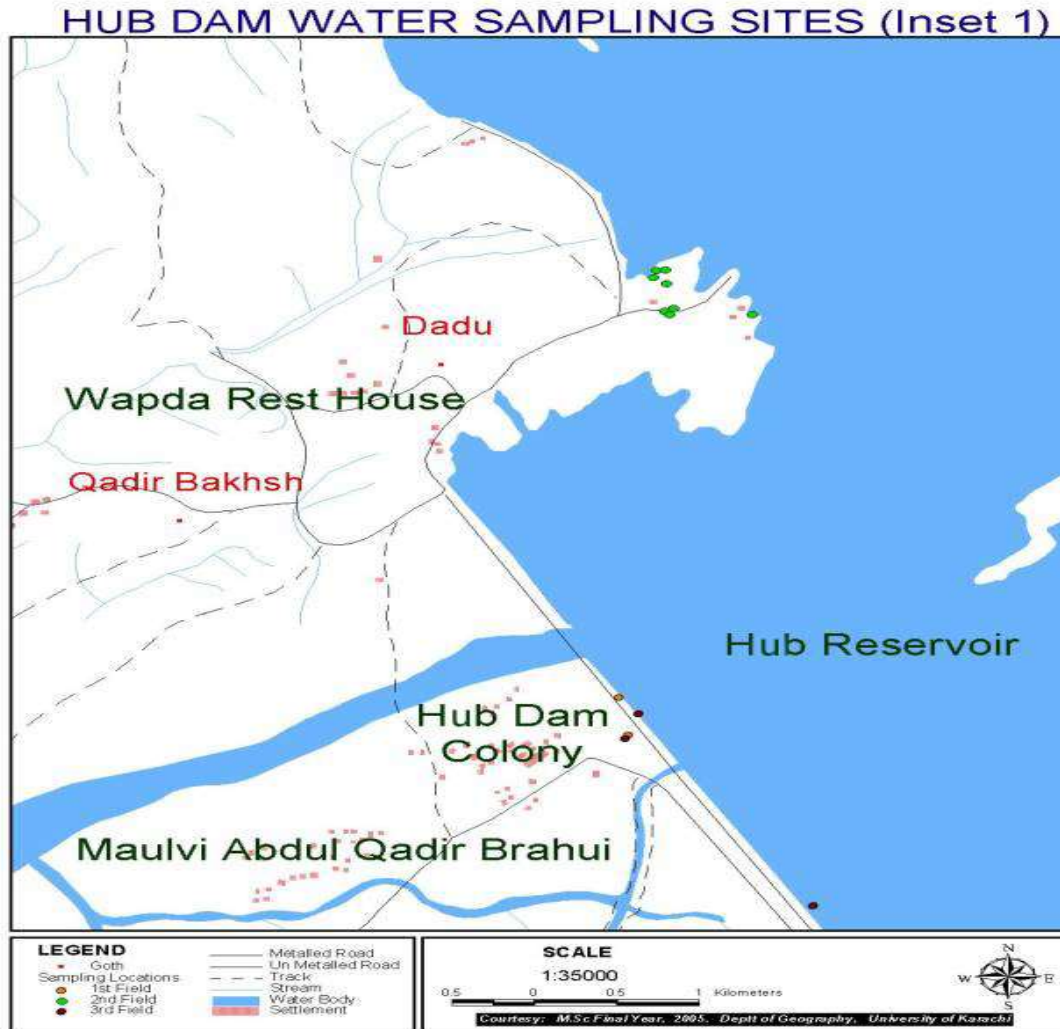 HUB DAM WATER SAMPLING SITES (Inset 1)
Dadu
Wapda Rest House
Qadir Bakhsh
Hub Reservoir
Hub Dam
Colony
Maulvi Abdul Qadir Brahui
LEGEND
Goth
Sampling Locations
1st Field
2nd Field
3rd Field
Metalled Road
Un Metalled Road
Track
Stream
Water Body
Settlement
SCALE
1:35000
0.5 0 0.5 1 Kilometers
N
W E
S
Courtesy: M.Sc Final Year, 2005. Deptt of Geography, University of Karachi